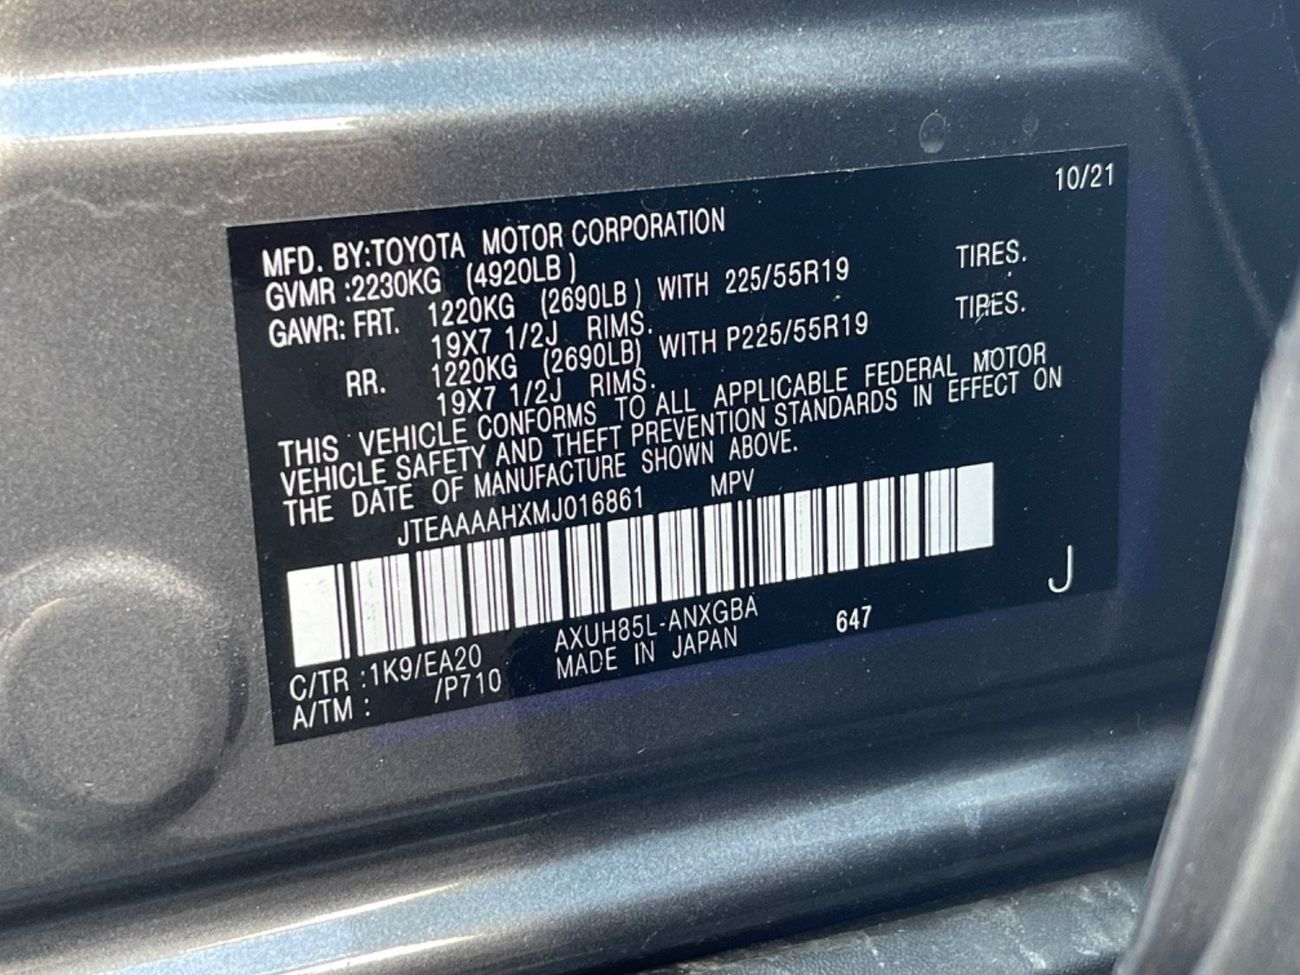 10/21
MFD. BY:TOYOTA MOTOR CORPORATION
GVMR :2230KG (4920LB )
GAWR: FRT. 1220KG (2690LB ) WITH 225/55R19 TIRES.
19X7 1/2J RIMS.
RR. 1220KG (2690LB) WITH P225/55R19 TIRES.
19X7 1/2J RIMS.
THIS VEHICLE CONFORMS TO ALL APPLICABLE FEDERAL MOTOR
VEHICLE SAFETY AND THEFT PREVENTION STANDARDS IN EFFECT ON
THE DATE OF MANUFACTURE SHOWN ABOVE.
JTEAAAAHXMJ016861 MPV
J
AXUH85L-ANXGBA 647
C/TR :1K9/EA20 MADE IN JAPAN
A/TM : /P710